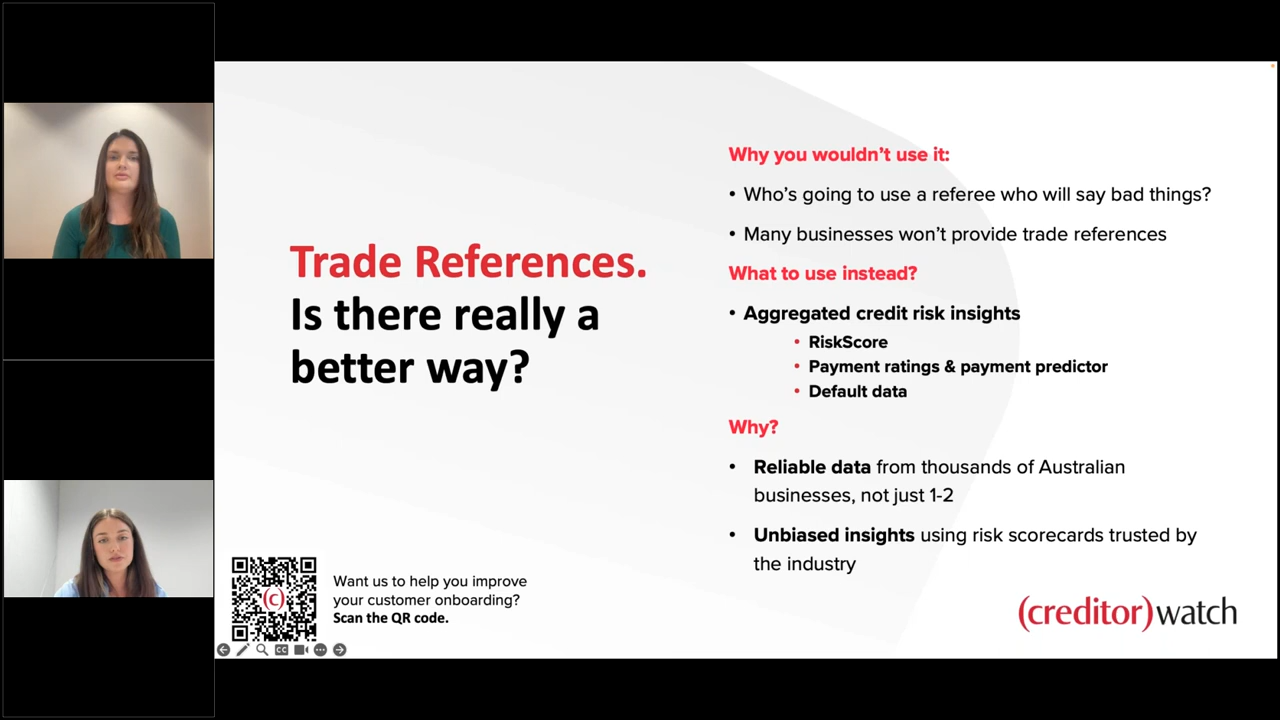 Trade References.
Is there really a
better way?
Why you wouldn’t use it:
• Who’s going to use a referee who will say bad things?
• Many businesses won’t provide trade references
What to use instead?
• Aggregated credit risk insights
• RiskScore
• Payment ratings & payment predictor
• Default data
Why?
• Reliable data from thousands of Australian
businesses, not just 1-2
• Unbiased insights using risk scorecards trusted by
the industry
(c)
Want us to help you improve
your customer onboarding?
Scan the QR code.
CC
(creditor)watch